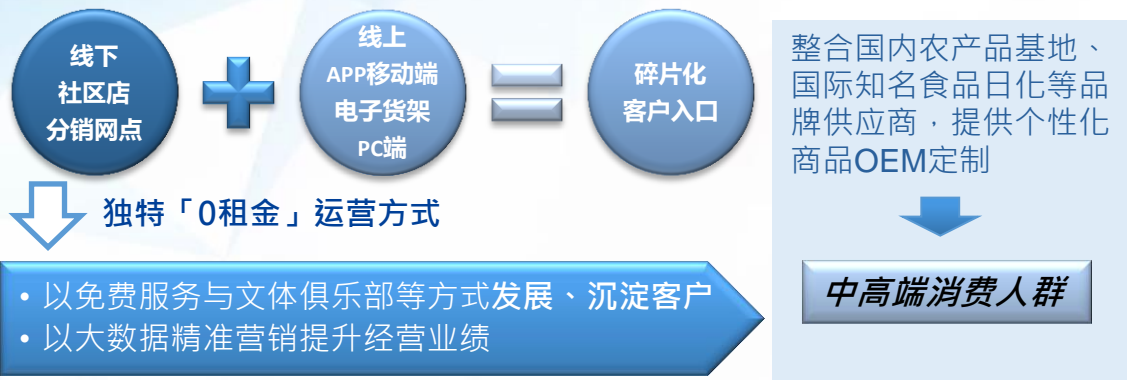 线下
社区店
分销网点
线上
APP移动端
电子货架
PC端
碎片化
客户入口
独特「0租金」运营方式
• 以免费服务与文体俱乐部等方式发展、沉淀客户
• 以大数据精准营销提升经营业绩
整合国内农产品基地、
国际知名食品日化等品
牌供应商，提供个性化
商品OEM定制
中高端消费人群